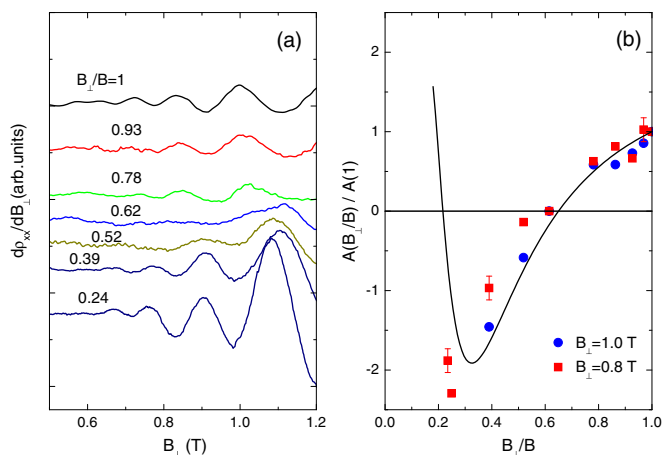 (a)
B⊥/B=1
0.93
0.78
0.62
0.52
0.39
0.24
dρxx/dB⊥(arb.units)
0.6 0.8 1.0 1.2
B⊥(T)
(b)
2
1
0
-1
-2
A(B⊥/B) / A(1)
B⊥=1.0 T
B⊥=0.8 T
0.0 0.2 0.4 0.6 0.8 1.0
B⊥/B